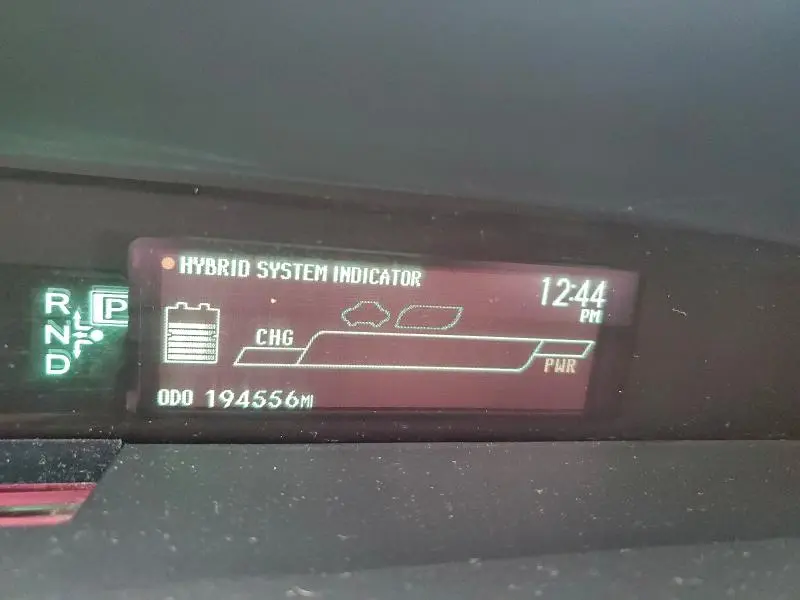 HYBRID SYSTEM INDICATOR
12:44
PM
R
P
N
D
CHG
PWR
ODO 194556MI